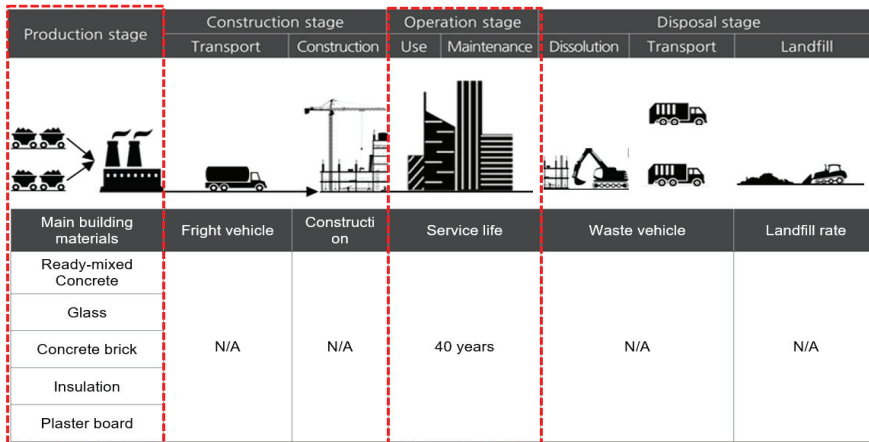 Production stage
Construction stage
Operation stage
Disposal stage
Transport
Construction
Use
Maintenance
Dissolution
Transport
Landfill
Main building
materials
Fright vehicle
Constructi
on
Service life
Waste vehicle
Landfill rate
Ready-mixed
Concrete
Glass
Concrete brick
Insulation
Plaster board
N/A
N/A
40 years
N/A
N/A